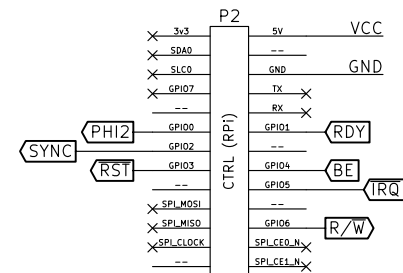 P2
3v3 5V VCC
SDA0 --
SLC0 GND GND
GPIO7 TX
-- RX
PHI2 GPIO0 GPIO1 RDY
SYNC GPIO2 --
RST GPIO3 GPIO4 BE
-- GPIO5 IRQ
SPI_MOSI --
SPI_MISO GPIO6 R/W
SPI_CLOCK SPI_CE0_N
-- SPI_CE1_N
CTRL (RPi)